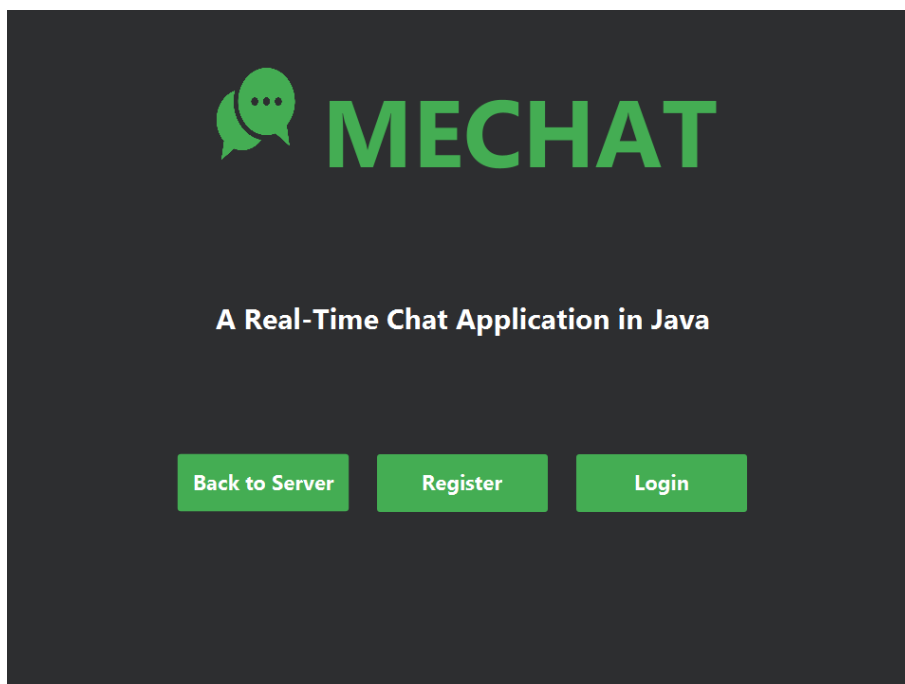 MECHAT
A Real-Time Chat Application in Java
Back to Server
Register
Login